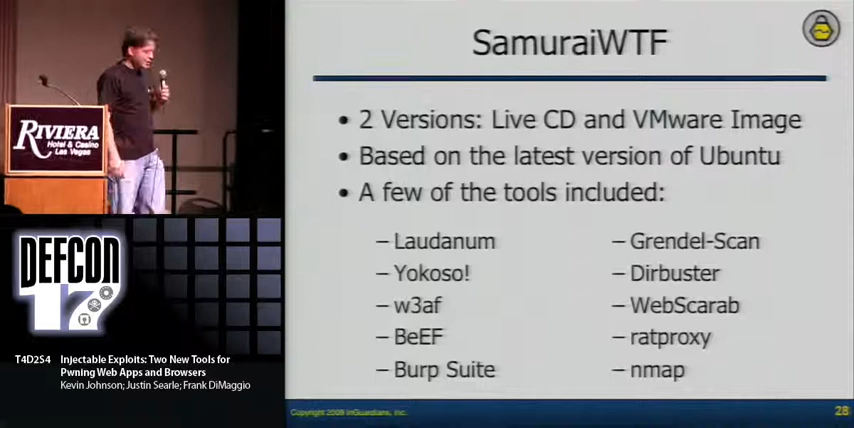 SamuraiWTF
• 2 Versions: Live CD and VMware Image
• Based on the latest version of Ubuntu
• A few of the tools included:
– Laudanum
– Yokoso!
– w3af
– BeEF
– Burp Suite
– Grendel-Scan
– Dirbuster
– WebScarab
– ratproxy
– nmap
Copyright 2009 InGuardians, Inc.
28
RIVIERA
Hotel & Casino
Las Vegas
DEFCON
17
T4D2S4 Injectable Exploits: Two New Tools for
Pwning Web Apps and Browsers
Kevin Johnson; Justin Searle; Frank DiMaggio